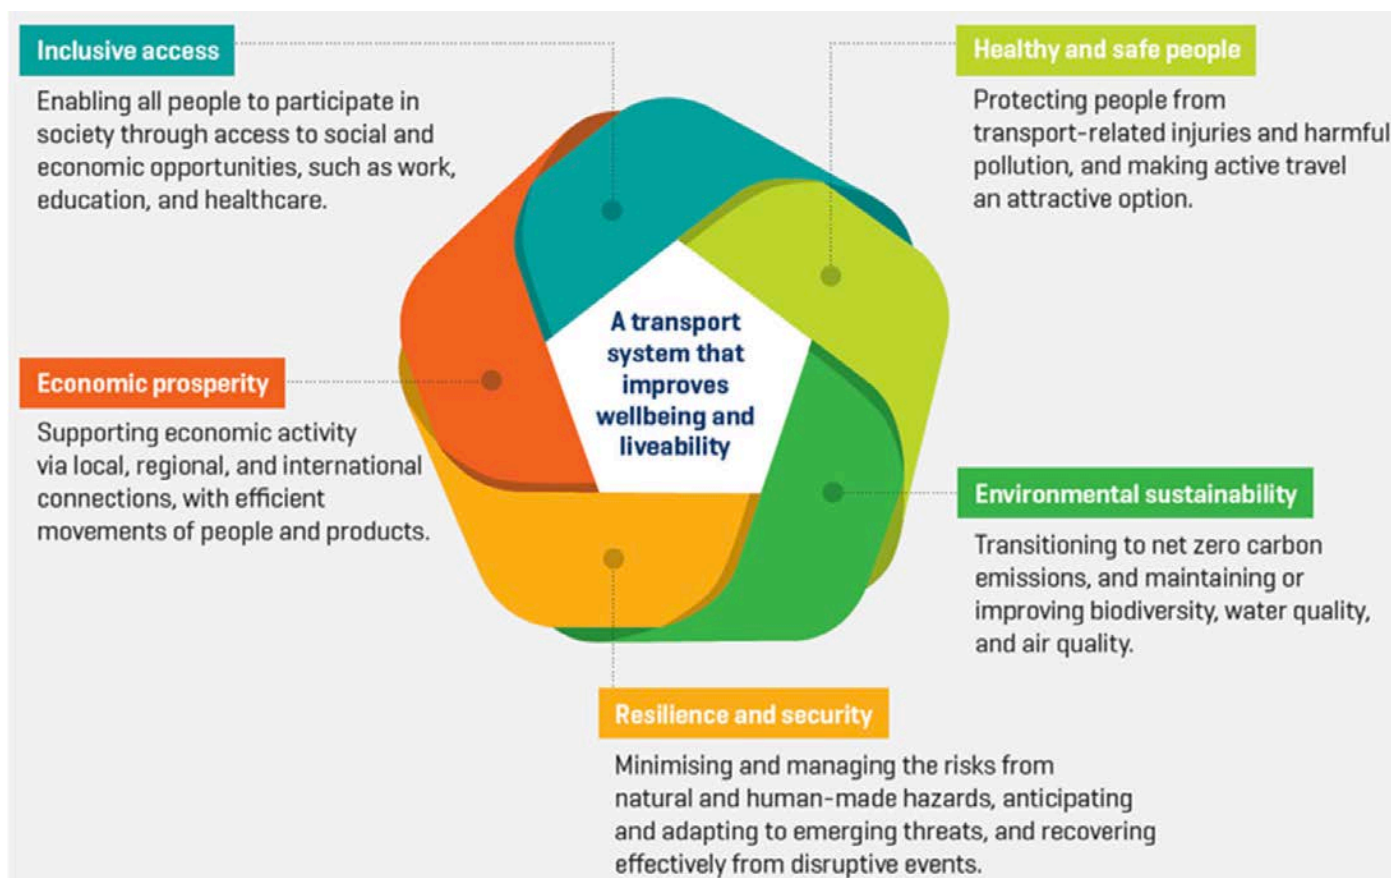 Inclusive access
Enabling all people to participate in
society through access to social and
economic opportunities, such as work,
education, and healthcare.
Healthy and safe people
Protecting people from
transport-related injuries and harmful
pollution, and making active travel
an attractive option.
A transport
system that
improves
wellbeing and
liveability
Economic prosperity
Supporting economic activity
via local, regional, and international
connections, with efficient
movements of people and products.
Environmental sustainability
Transitioning to net zero carbon
emissions, and maintaining or
improving biodiversity, water quality,
and air quality.
Resilience and security
Minimising and managing the risks from
natural and human-made hazards, anticipating
and adapting to emerging threats, and recovering
effectively from disruptive events.